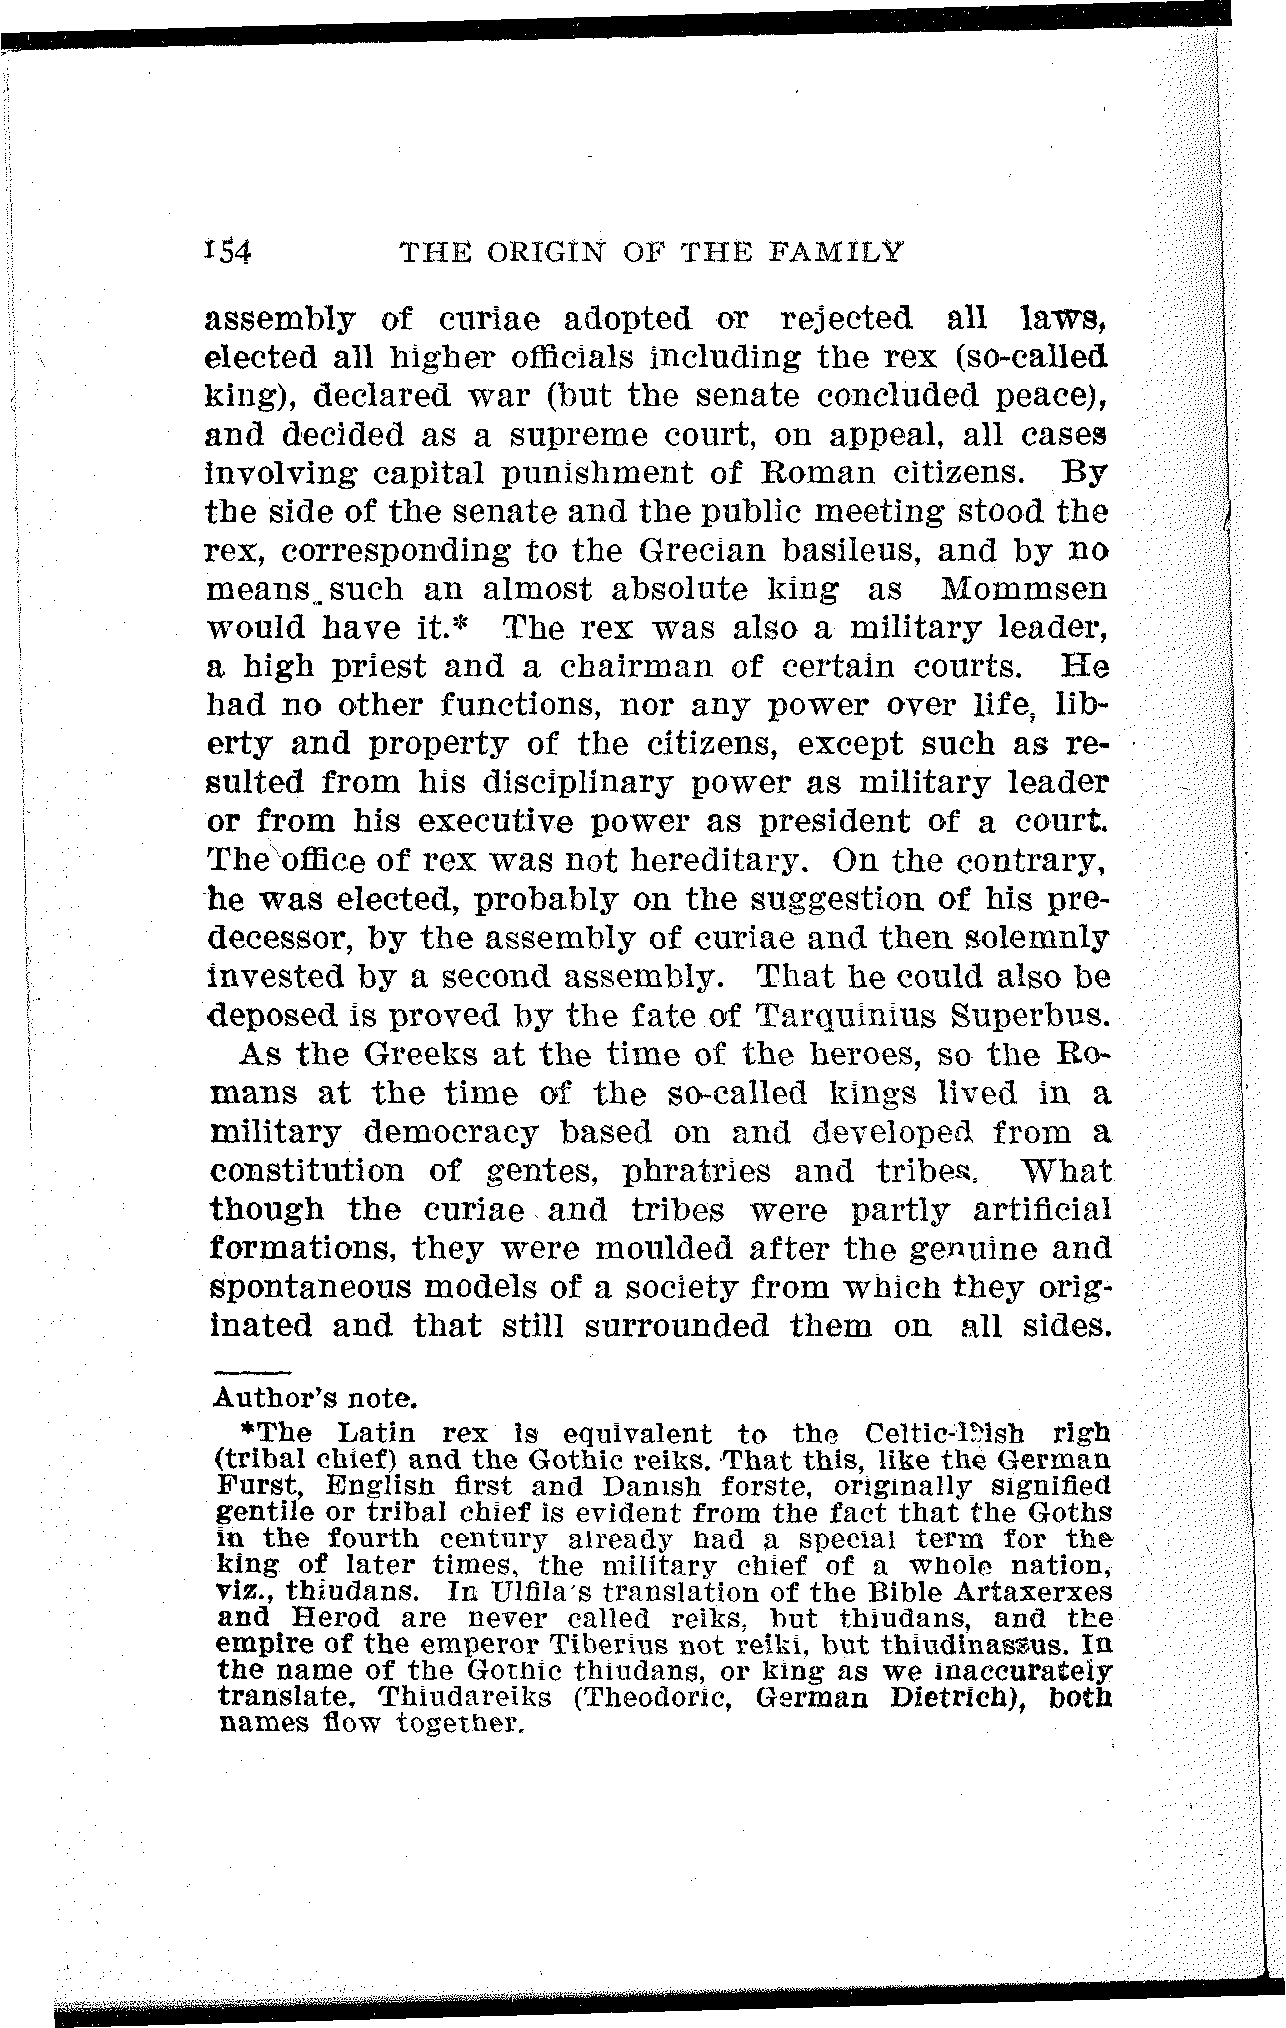 154 THE ORIGIN OF THE FAMILY
assembly of curiae adopted or rejected all laws,
elected all higher officials including the rex (so-called
king), declared war (but the senate concluded peace),
and decided as a supreme court, on appeal, all cases
involving capital punishment of Roman citizens. By
the side of the senate and the public meeting stood the
rex, corresponding to the Grecian basileus, and by no
means such an almost absolute king as Mommsen
would have it.* The rex was also a military leader,
a high priest and a chairman of certain courts. He
had no other functions, nor any power over life, lib-
erty and property of the citizens, except such as re-
sulted from his disciplinary power as military leader
or from his executive power as president of a court.
The office of rex was not hereditary. On the contrary,
he was elected, probably on the suggestion of his pre-
decessor, by the assembly of curiae and then solemnly
invested by a second assembly. That he could also be
deposed is proved by the fate of Tarquinius Superbus.
As the Greeks at the time of the heroes, so the Ro-
mans at the time of the so-called kings lived in a
military democracy based on and developed from a
constitution of gentes, phratries and tribes. What
though the curiae and tribes were partly artificial
formations, they were moulded after the genuine and
spontaneous models of a society from which they orig-
inated and that still surrounded them on all sides.
Author's note.
*The Latin rex is equivalent to the Celtic-Irish righ
(tribal chief) and the Gothic reiks. That this, like the German
Furst, English first and Danish forste, originally signified
gentile or tribal chief is evident from the fact that the Goths
in the fourth century already had a special term for the
king of later times, the military chief of a whole nation,
viz., thiudans. In Ulfila's translation of the Bible Artaxerxes
and Herod are never called reiks, but thiudans, and the
empire of the emperor Tiberius not reiki, but thiudinassus. In
the name of the Gothic thiudans, or king as we inaccurately
translate, Thiudareiks (Theodoric, German Dietrich), both
names flow together.